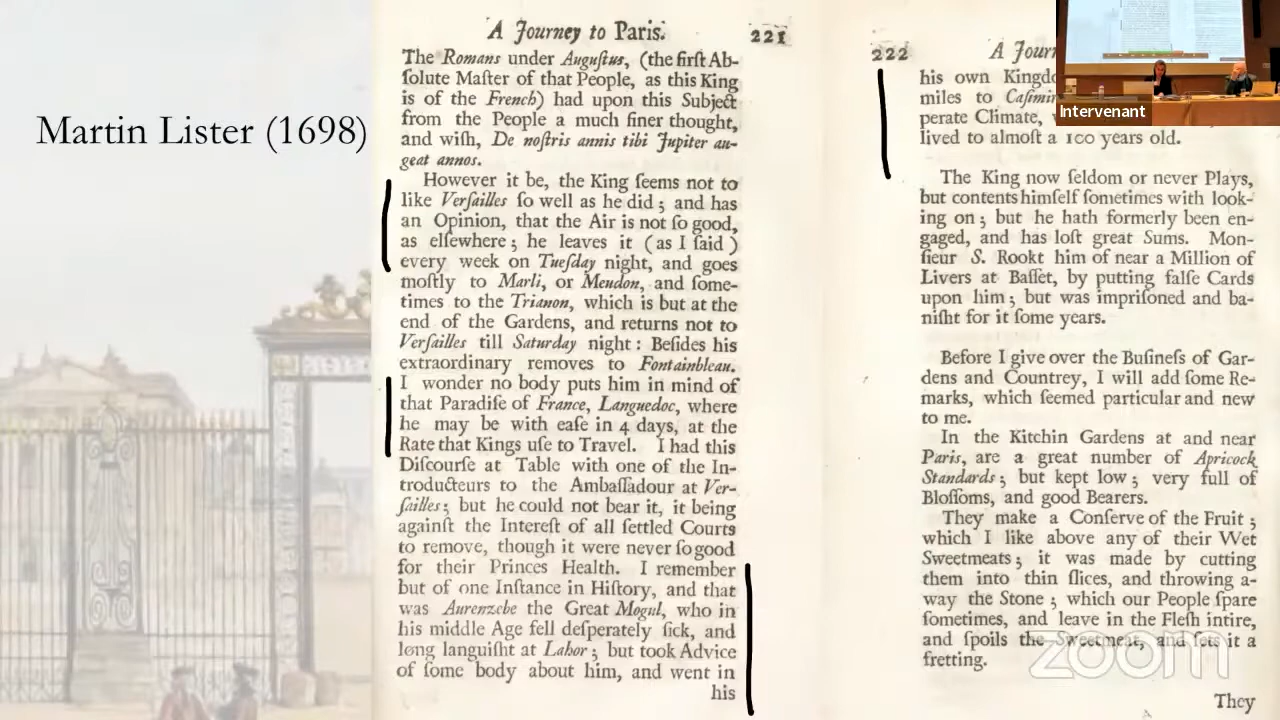 Martin Lister (1698)
A Journey to Paris. 221
The Romans under Auguſtus, (the firſt Ab-
ſolute Maſter of that People, as this King
is of the French) had upon this Subject
from the People a much finer thought,
and wiſh, De noſtris annis tibi Jupiter au-
geat annos.
However it be, the King ſeems not to
like Verſailles ſo well as he did ; and has
an Opinion, that the Air is not ſo good,
as elſewhere ; he leaves it (as I ſaid )
every week on Tueſday night, and goes
moſtly to Marli, or Meudon, and ſome-
times to the Trianon, which is but at the
end of the Gardens, and returns not to
Verſailles till Saturday night : Beſides his
extraordinary removes to Fontainbleau.
I wonder no body puts him in mind of
that Paradiſe of France, Languedoc, where
he may be with eaſe in 4 days, at the
Rate that Kings uſe to Travel. I had this
Diſcourſe at Table with one of the In-
troducteurs to the Ambaſſadour at Ver-
ſailles ; but he could not bear it, it being
againſt the Intereſt of all ſettled Courts
to remove, though it were never ſo good
for their Princes Health. I remember
but of one Inſtance in Hiſtory, and that
was Aurenzebe the Great Mogul, who in
his middle Age fell deſperately ſick, and
long languiſht at Lahor ; but took Advice
of ſome body about him, and went in
his
222 A Jour
his own Kingdo
miles to Caſimir
perate Climate,
lived to almoſt a 100 years old.
The King now ſeldom or never Plays,
but contents himſelf ſometimes with look-
ing on ; but he hath formerly been en-
gaged, and has loſt great Sums. Mon-
ſieur S. Rookt him of near a Million of
Livers at Baſſet, by putting falſe Cards
upon him ; but was impriſoned and ba-
niſht for it ſome years.
Before I give over the Buſineſs of Gar-
dens and Countrey, I will add ſome Re-
marks, which ſeemed particular and new
to me.
In the Kitchin Gardens at and near
Paris, are a great number of Apricock
Standards ; but kept low ; very full of
Bloſſoms, and good Bearers.
They make a Conſerve of the Fruit ;
which I like above any of their Wet
Sweetmeats ; it was made by cutting
them into thin ſlices, and throwing a-
way the Stone ; which our People ſpare
ſometimes, and leave in the Fleſh intire,
and ſpoils the Sweetmeat, and ſets it a
fretting.
They
Intervenant
zoom